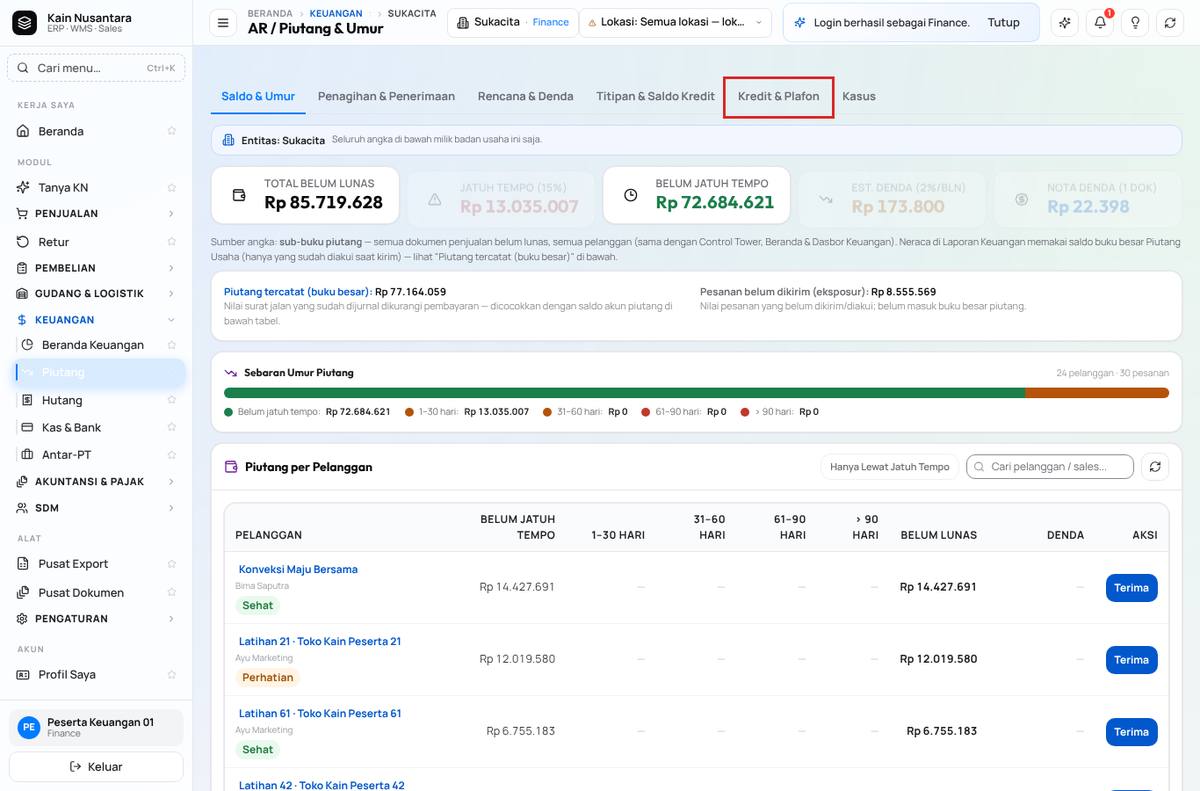 Kain Nusantara
ERP · WMS · Sales
Cari menu... Ctrl+K
KERJA SAYA
Beranda
MODUL
Tanya KN
PENJUALAN
Retur
PEMBELIAN
GUDANG & LOGISTIK
KEUANGAN
Beranda Keuangan
Piutang
Hutang
Kas & Bank
Antar-PT
AKUNTANSI & PAJAK
SDM
ALAT
Pusat Export
Pusat Dokumen
PENGATURAN
AKUN
Profil Saya
PE
Peserta Keuangan 01
Finance
Keluar
BERANDA > KEUANGAN > SUKACITA
AR / Piutang & Umur
Sukacita · Finance
Lokasi: Semua lokasi — lok...
Login berhasil sebagai Finance. Tutup
1
Saldo & Umur Penagihan & Penerimaan Rencana & Denda Titipan & Saldo Kredit Kredit & Plafon Kasus
Entitas: Sukacita Seluruh angka di bawah milik badan usaha ini saja.
TOTAL BELUM LUNAS
Rp 85.719.628
JATUH TEMPO (15%)
Rp 13.035.007
BELUM JATUH TEMPO
Rp 72.684.621
EST. DENDA (2%/BLN)
Rp 173.800
NOTA DENDA (1 DOK)
Rp 22.398
Sumber angka: sub-buku piutang — semua dokumen penjualan belum lunas, semua pelanggan (sama dengan Control Tower, Beranda & Dasbor Keuangan). Neraca di Laporan Keuangan memakai saldo buku besar Piutang
Usaha (hanya yang sudah diakui saat kirim) — lihat "Piutang tercatat (buku besar)" di bawah.
Piutang tercatat (buku besar): Rp 77.164.059
Nilai surat jalan yang sudah dijurnal dikurangi pembayaran — dicocokkan dengan saldo akun piutang di
bawah tabel.
Pesanan belum dikirim (eksposur): Rp 8.555.569
Nilai pesanan yang belum dikirim/diakui; belum masuk buku besar piutang.
Sebaran Umur Piutang 24 pelanggan · 30 pesanan
Belum jatuh tempo: Rp 72.684.621 1–30 hari: Rp 13.035.007 31–60 hari: Rp 0 61–90 hari: Rp 0 > 90 hari: Rp 0
Piutang per Pelanggan Hanya Lewat Jatuh Tempo Cari pelanggan / sales...
PELANGGAN BELUM JATUH TEMPO 1–30 HARI 31–60 HARI 61–90 HARI > 90 HARI BELUM LUNAS DENDA AKSI
Konveksi Maju Bersama
Bima Saputra
Sehat
Rp 14.427.691 — — — — Rp 14.427.691 — Terima
Latihan 21 · Toko Kain Peserta 21
Ayu Marketing
Perhatian
Rp 12.019.580 — — — — Rp 12.019.580 — Terima
Latihan 61 · Toko Kain Peserta 61
Ayu Marketing
Sehat
Rp 6.755.183 — — — — Rp 6.755.183 — Terima
Latihan 42 · Toko Kain Peserta 42